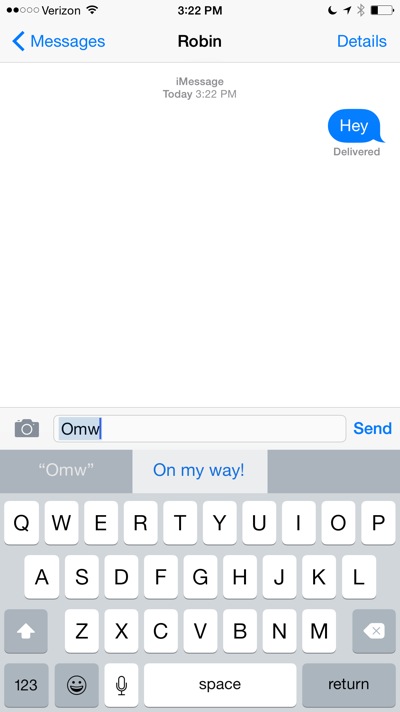 Verizon 3:22 PM
Messages Robin Details
iMessage
Today 3:22 PM
Hey
Delivered
Omw Send
“Omw” On my way!
Q W E R T Y U I O P
A S D F G H J K L
Z X C V B N M
123 space return